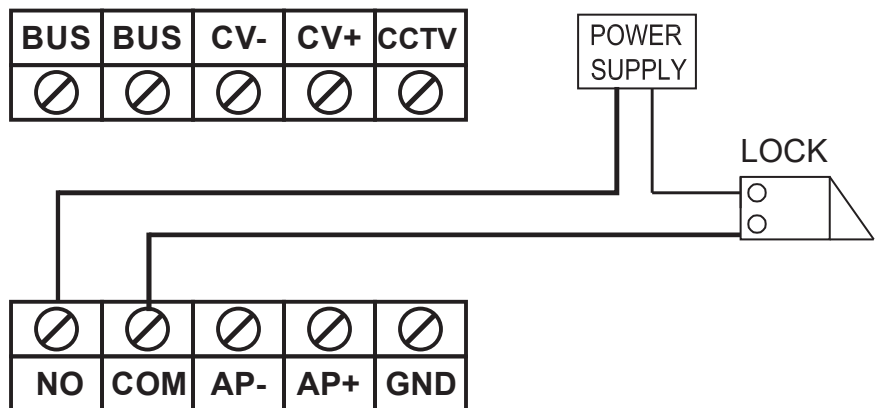 BUS BUS CV- CV+ CCTV
POWER
SUPPLY
LOCK
NO COM AP- AP+ GND